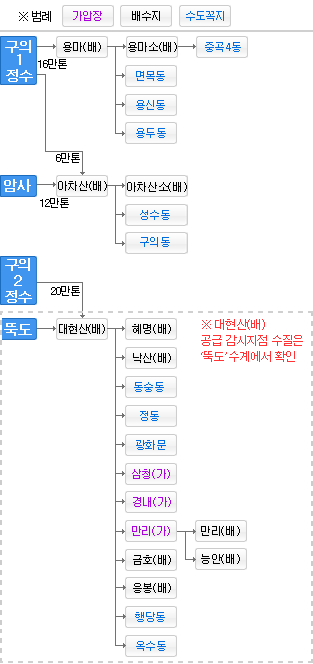 ※ 범례 가압장 배수지 수도꼭지
구의
1
정수
용마(배) 용마소(배) 중곡4동
16만톤
면목동
용신동
용두동
6만톤
암사 아차산(배) 아차산소(배)
12만톤
성수동
구의동
구의
2
정수
20만톤
뚝도 대현산(배) 혜명(배)
※ 대현산(배)
공급 감시지점 수질은
'뚝도'수계에서 확인
낙산(배)
동숭동
정동
광화문
삼청(가)
경내(가)
만리(가) 만리(배)
금호(배) 능안(배)
응봉(배)
행당동
옥수동